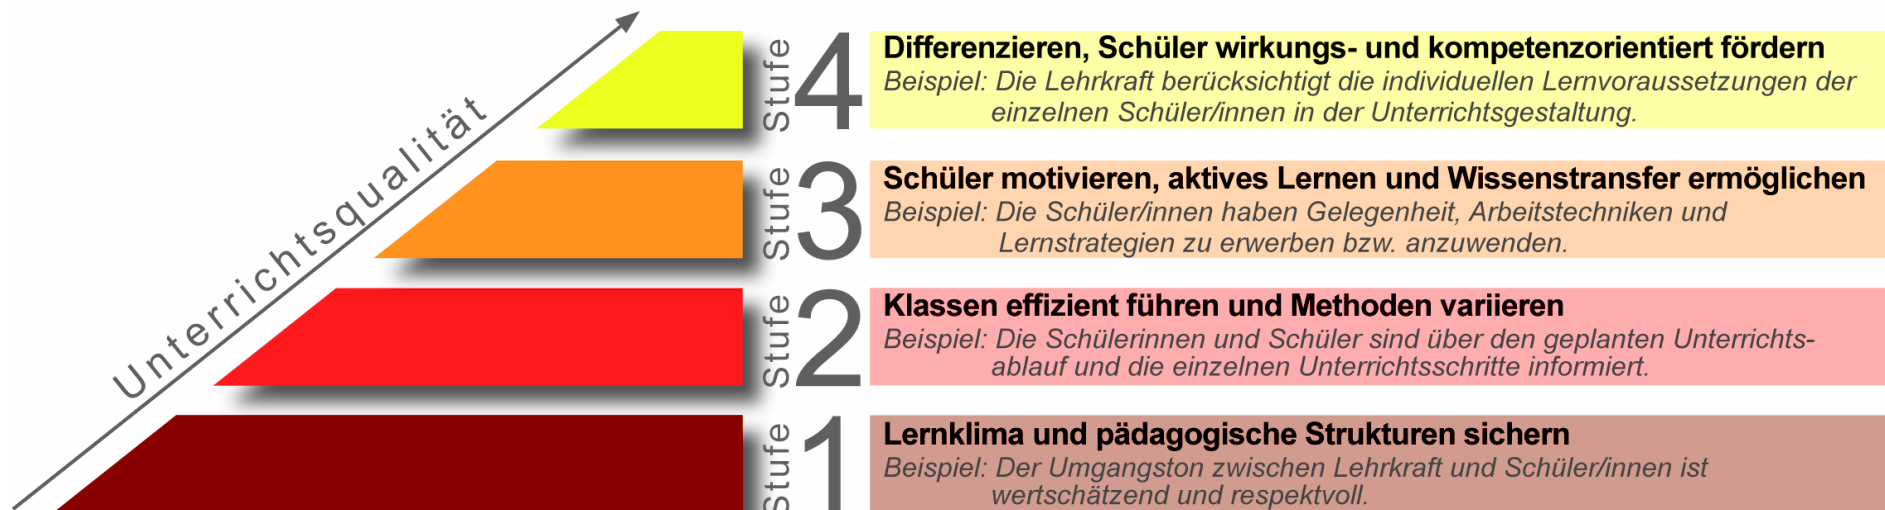 Unterrichtsqualität
Stufe 4
Differenzieren, Schüler wirkungs- und kompetenzorientiert fördern
Beispiel: Die Lehrkraft berücksichtigt die individuellen Lernvoraussetzungen der
einzelnen Schüler/innen in der Unterrichtsgestaltung.
Stufe 3
Schüler motivieren, aktives Lernen und Wissenstransfer ermöglichen
Beispiel: Die Schüler/innen haben Gelegenheit, Arbeitstechniken und
Lernstrategien zu erwerben bzw. anzuwenden.
Stufe 2
Klassen effizient führen und Methoden variieren
Beispiel: Die Schülerinnen und Schüler sind über den geplanten Unterrichts-
ablauf und die einzelnen Unterrichtsschritte informiert.
Stufe 1
Lernklima und pädagogische Strukturen sichern
Beispiel: Der Umgangston zwischen Lehrkraft und Schüler/innen ist
wertschätzend und respektvoll.